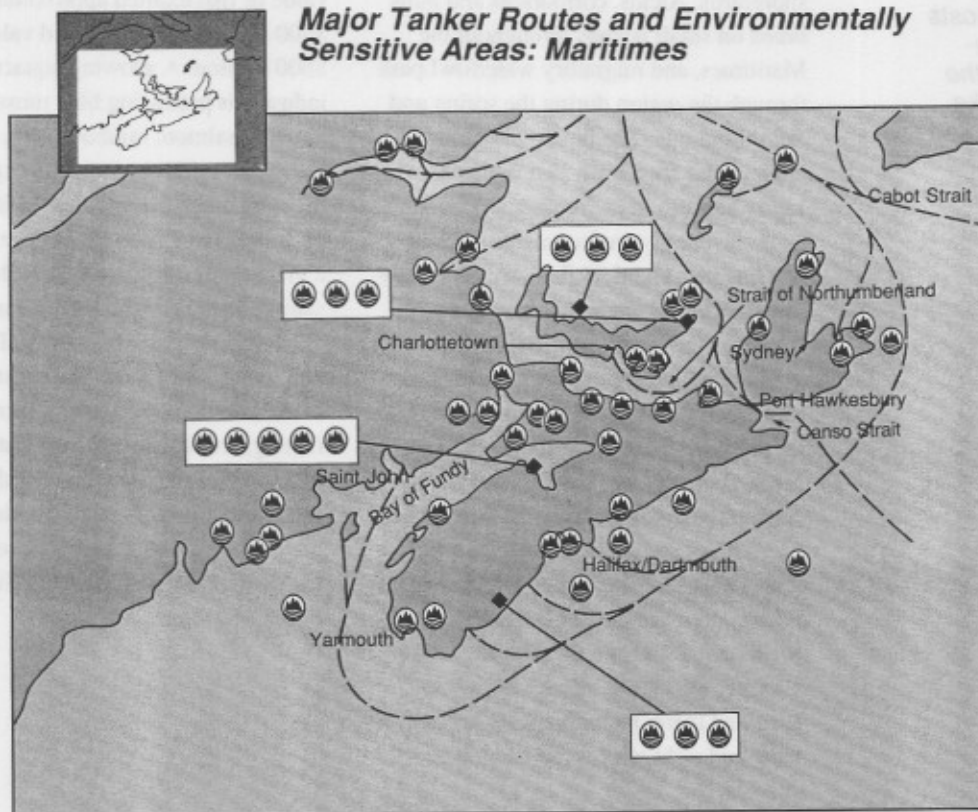 Major Tanker Routes and Environmentally
Sensitive Areas: Maritimes
Cabot Strait
Strait of Northumberland
Charlottetown
Sydney
Port Hawkesbury
Canso Strait
Saint John
Bay of Fundy
Halifax/Dartmouth
Yarmouth